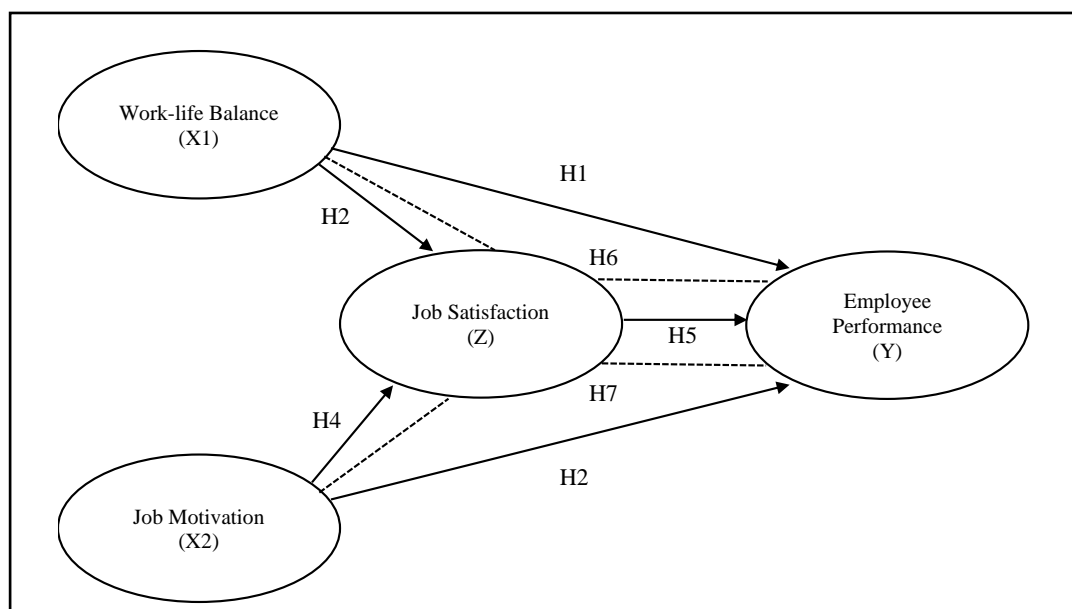 Work-life Balance
(X1)
H1
H2
H6
Job Satisfaction
(Z)
Employee
Performance
(Y)
H5
H7
H4
H2
Job Motivation
(X2)